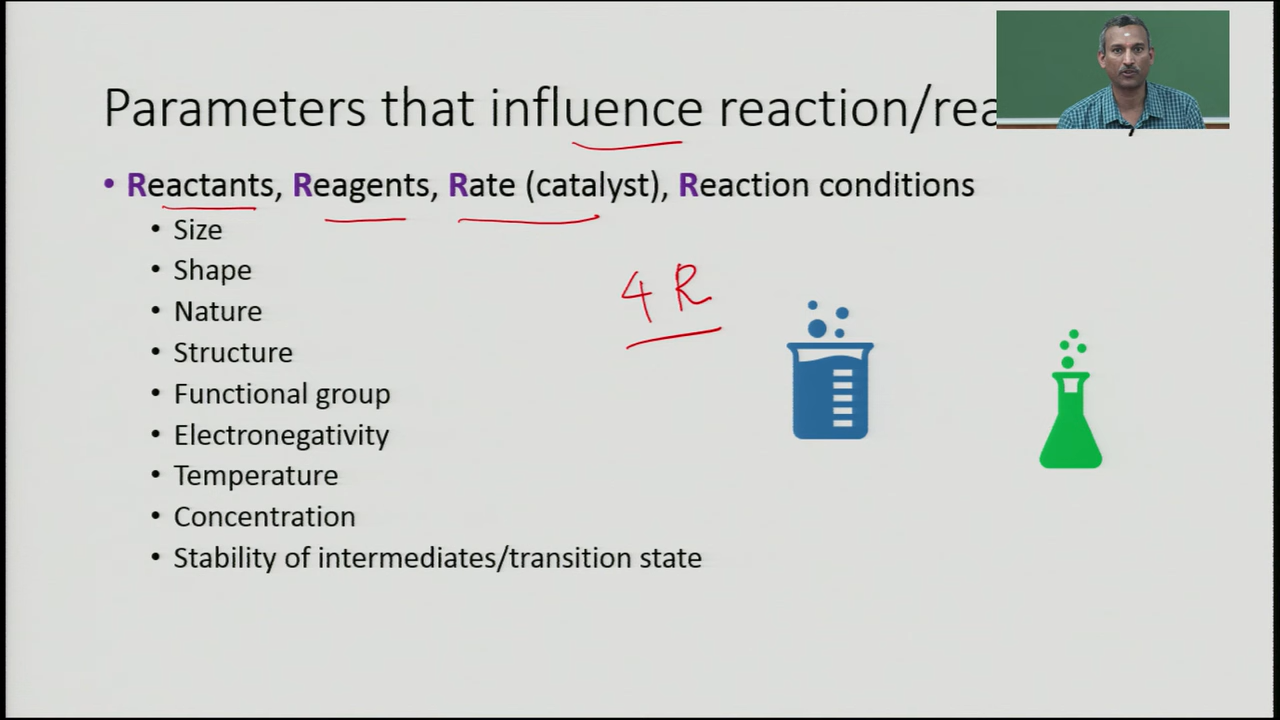 Parameters that influence reaction/rea
• Reactants, Reagents, Rate (catalyst), Reaction conditions
• Size
• Shape
4 R
• Nature
• Structure
• Functional group
• Electronegativity
• Temperature
• Concentration
• Stability of intermediates/transition state